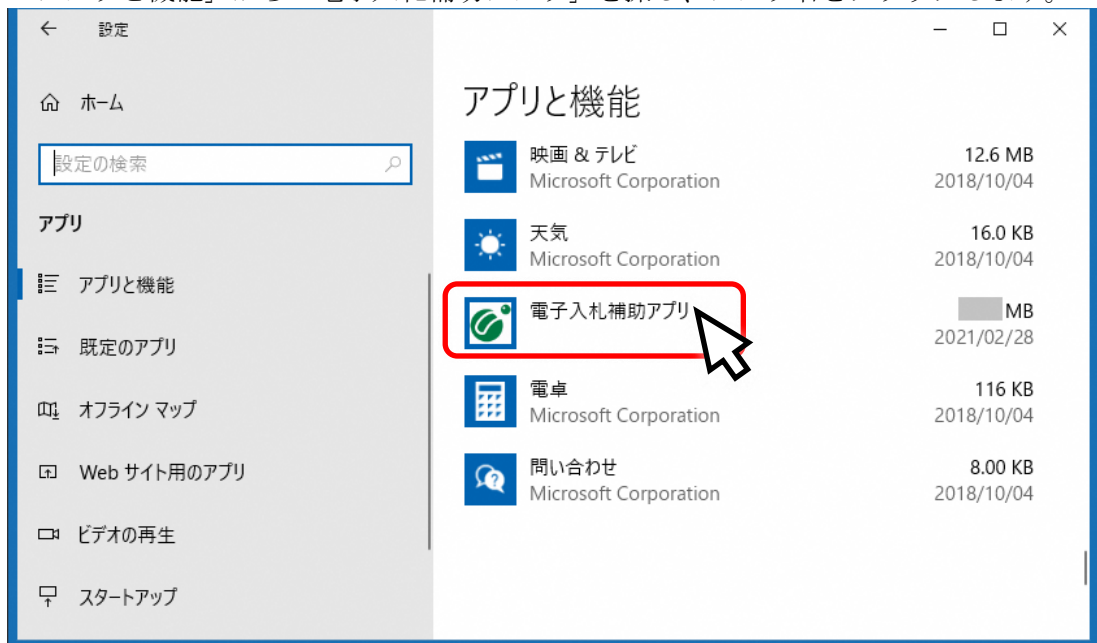 ← 設定
ホーム
設定の検索
アプリ
アプリと機能
既定のアプリ
オフライン マップ
Web サイト用のアプリ
ビデオの再生
スタートアップ
アプリと機能
映画 & テレビ 12.6 MB
Microsoft Corporation 2018/10/04
天気 16.0 KB
Microsoft Corporation 2018/10/04
電子入札補助アプリ MB
2021/02/28
電卓 116 KB
Microsoft Corporation 2018/10/04
問い合わせ 8.00 KB
Microsoft Corporation 2018/10/04